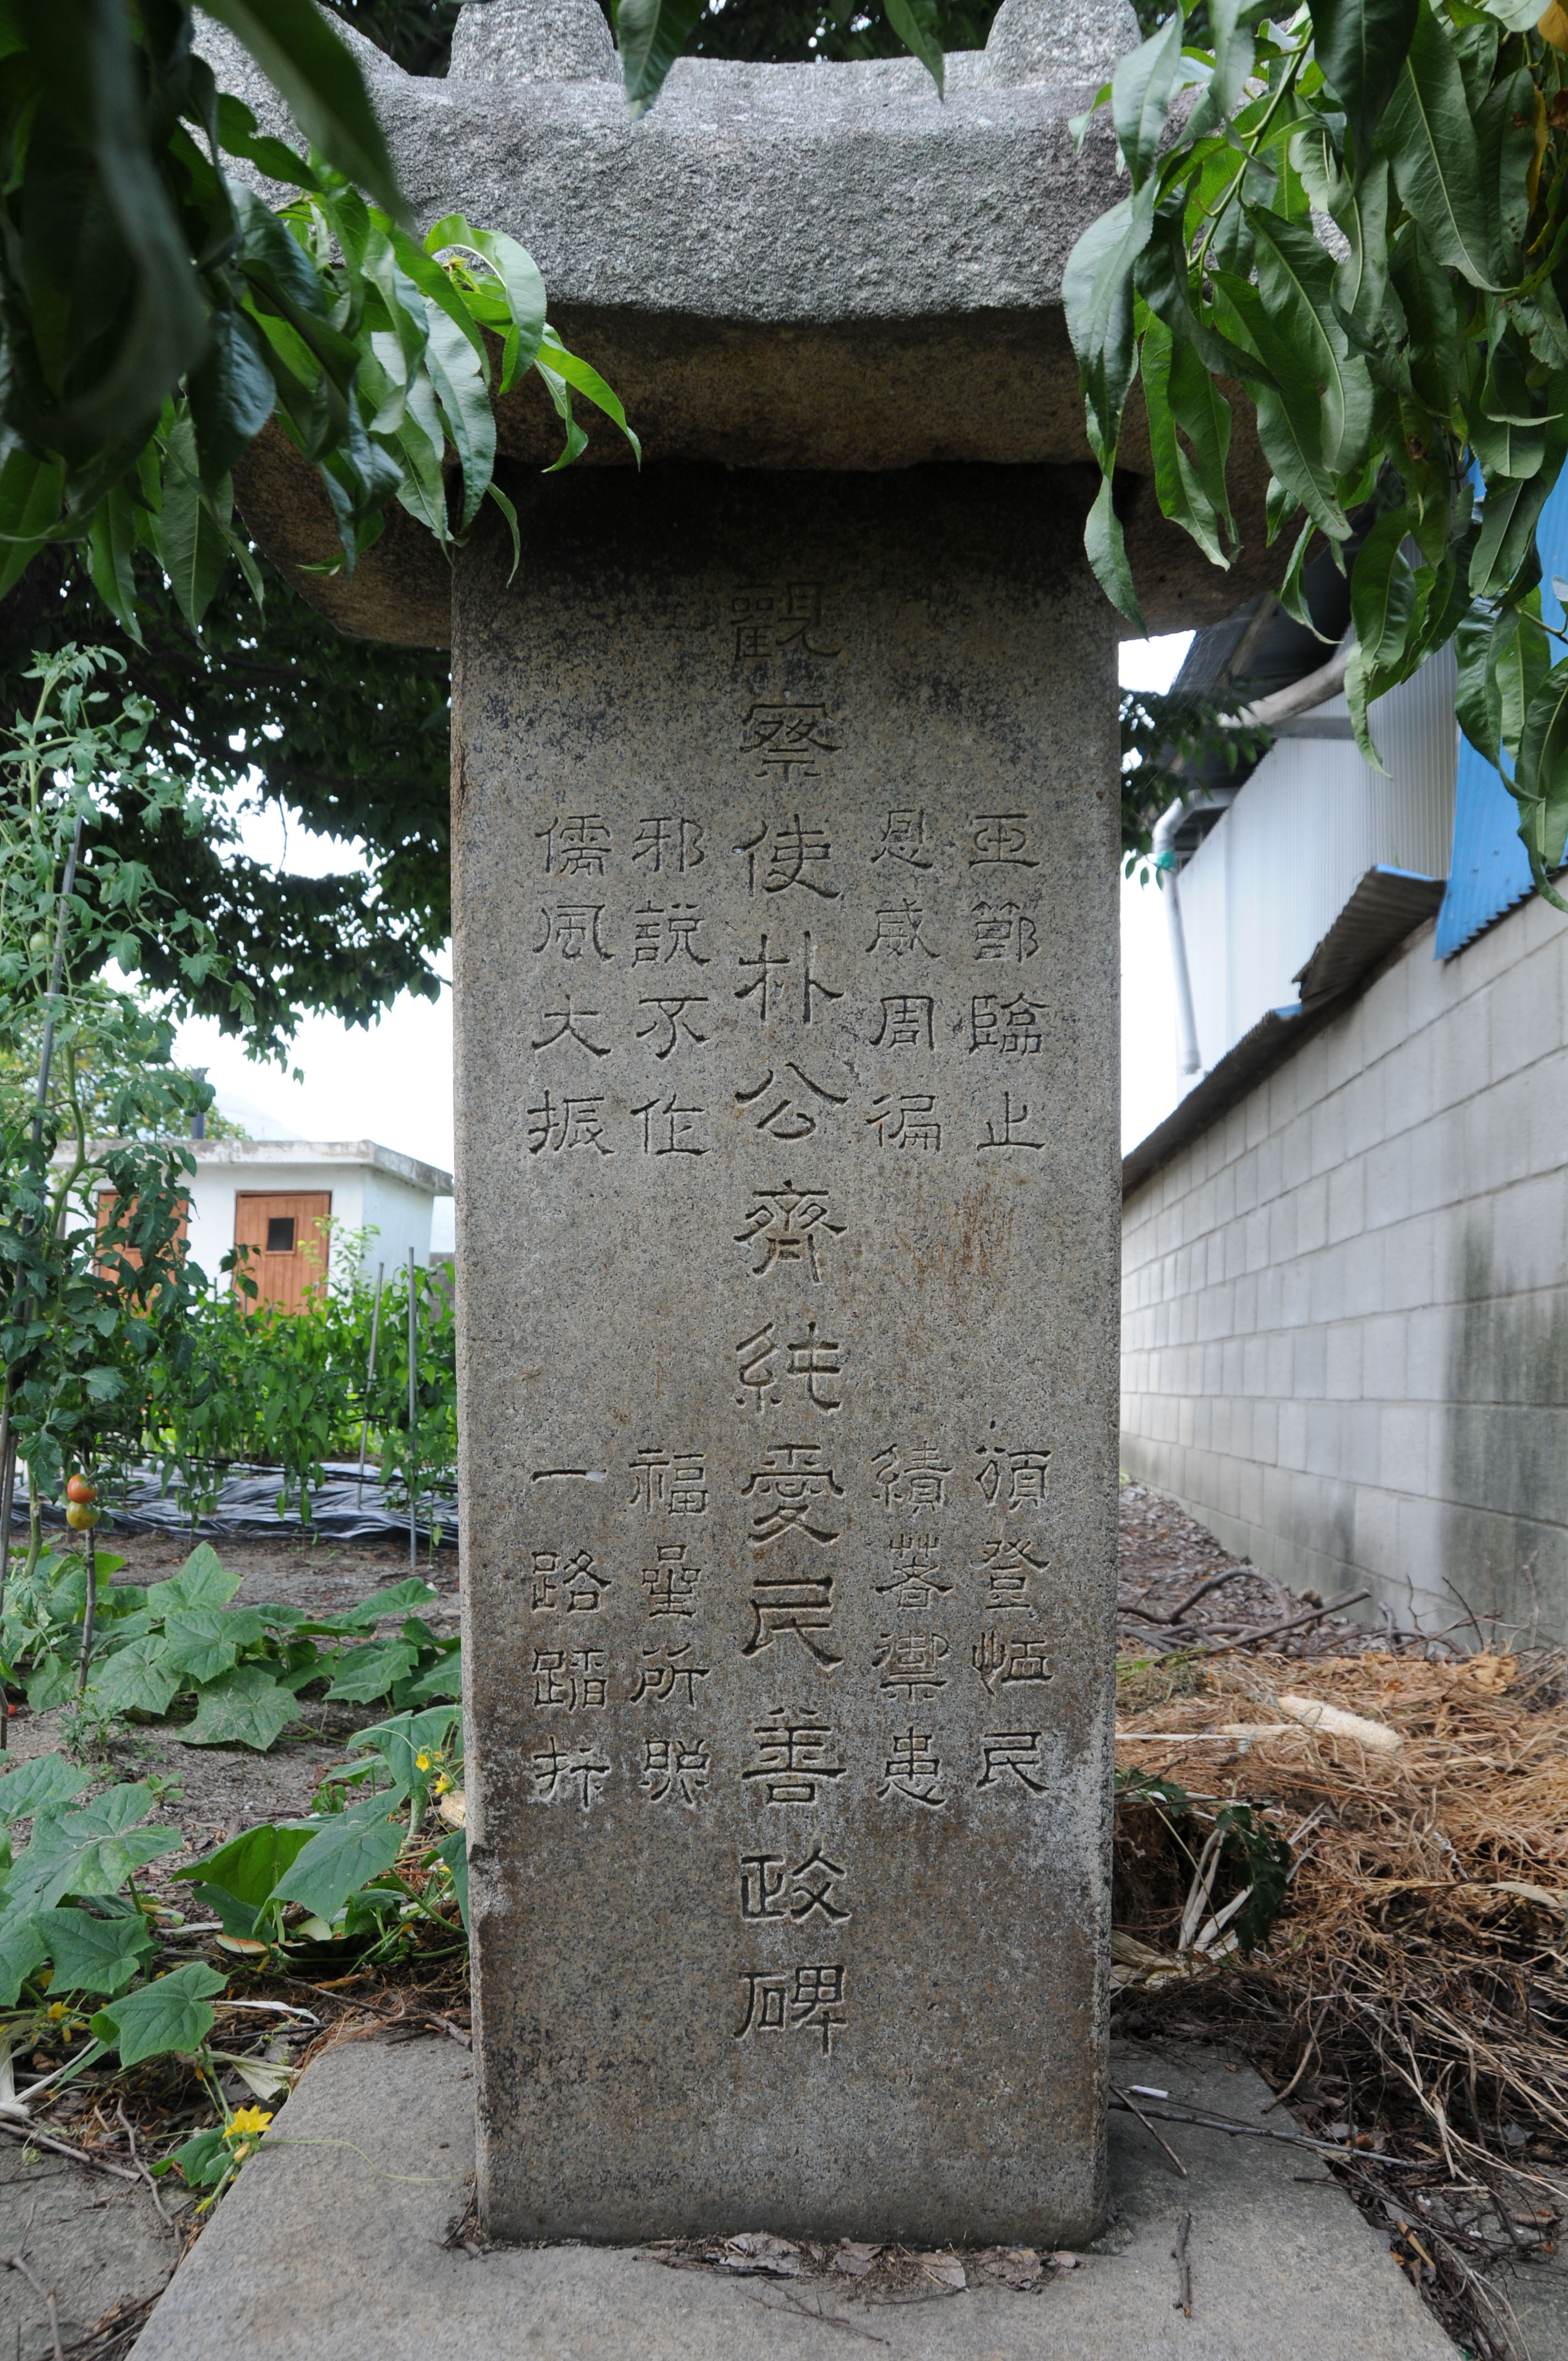 玉節臨止 頌登恤民
恩威周徧 績著禦患
觀察使朴公齊純愛民善政碑
邪說不作 福星所照
儒風大振 一路蹈抃